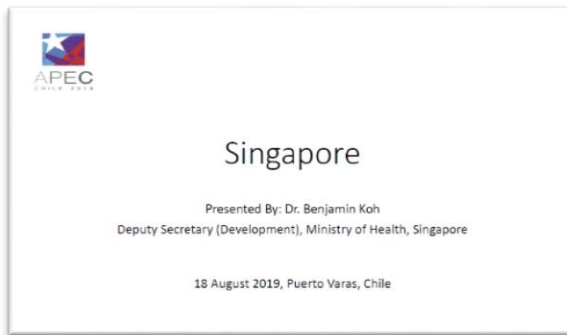 APEC
CHILE 2019
Singapore
Presented By: Dr. Benjamin Koh
Deputy Secretary (Development), Ministry of Health, Singapore
18 August 2019, Puerto Varas, Chile